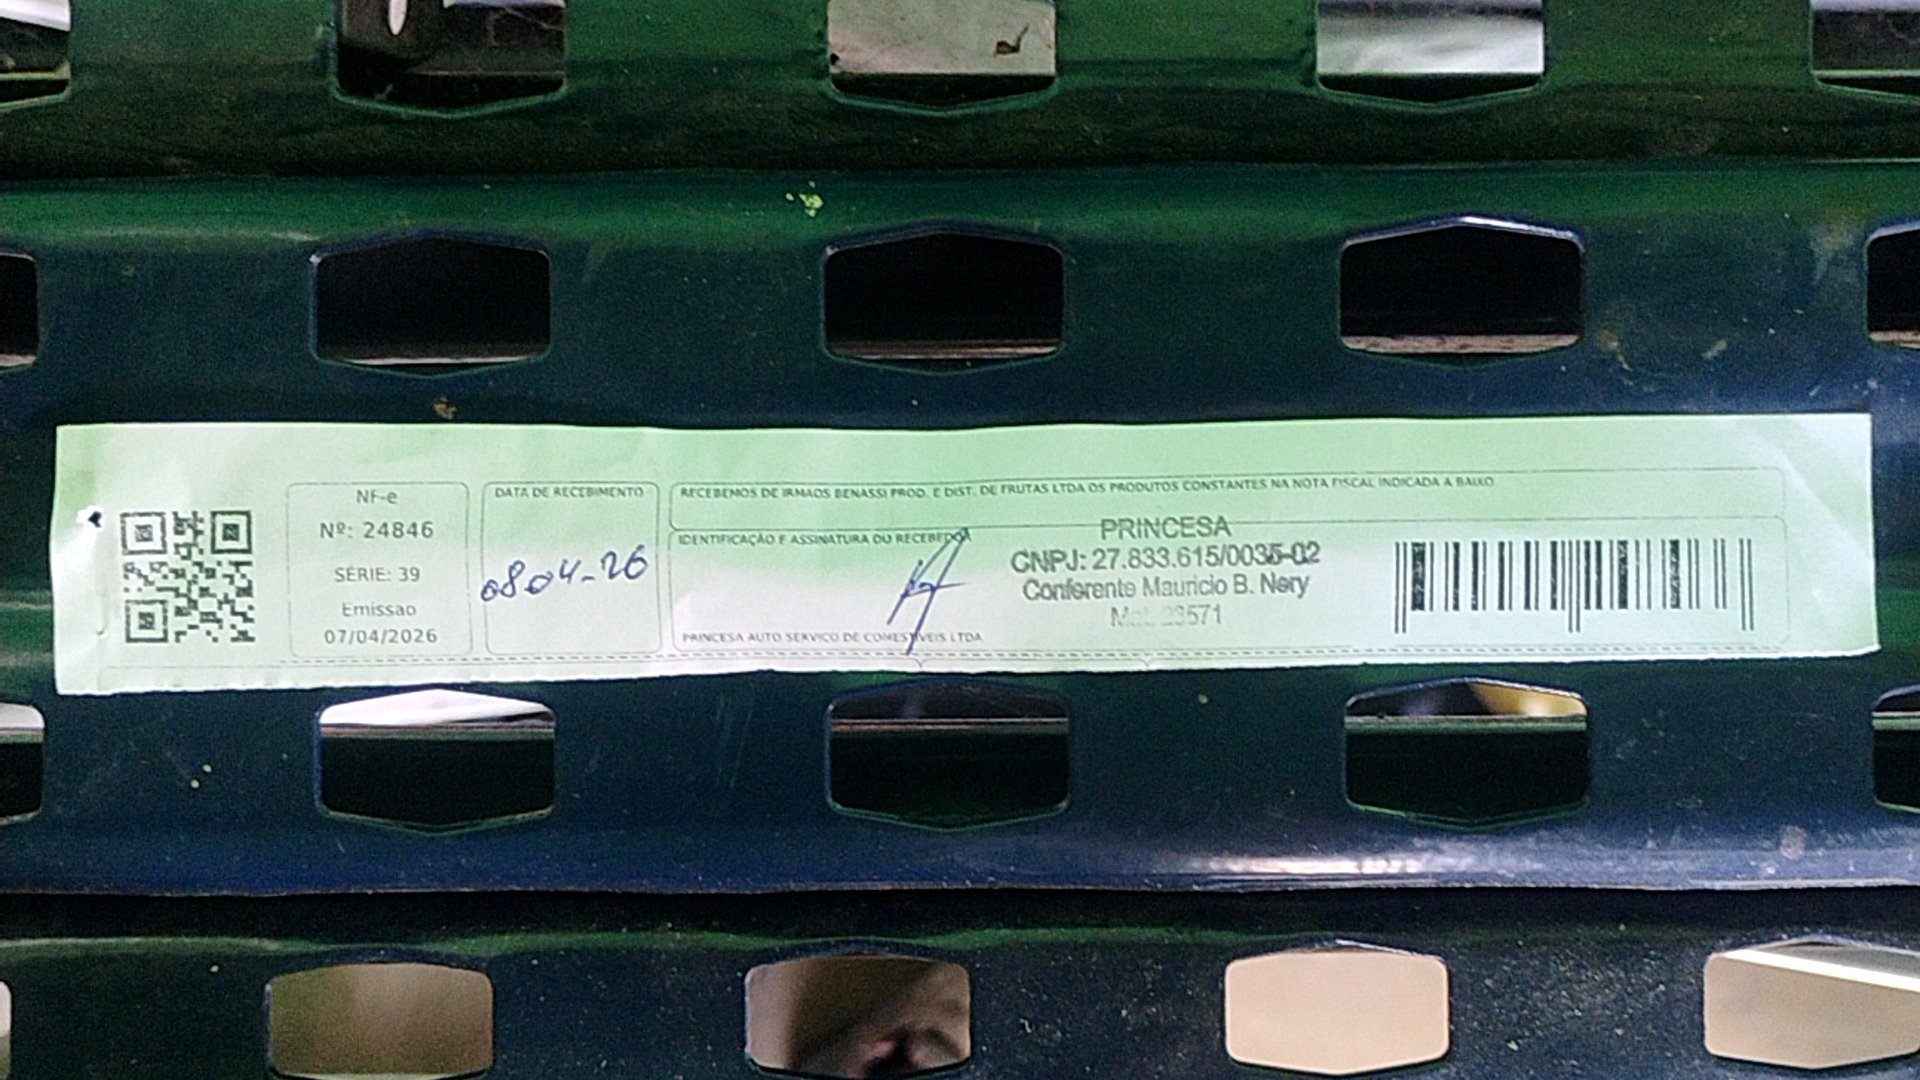 NF-e
Nº: 24846
SÉRIE: 39
Emissao
07/04/2026
DATA DE RECEBIMENTO
08 04-26
RECEBEMOS DE IRMAOS BENASSI PROD. E DIST. DE FRUTAS LTDA OS PRODUTOS CONSTANTES NA NOTA FISCAL INDICADA A BAIXO
IDENTIFICAÇÃO E ASSINATURA DO RECEBEDOR
PRINCESA
CNPJ: 27.833.615/0035-02
Conferente Mauricio B. Nery
23571
PRINCESA AUTO SERVICO DE COMESTIVEIS LTDA